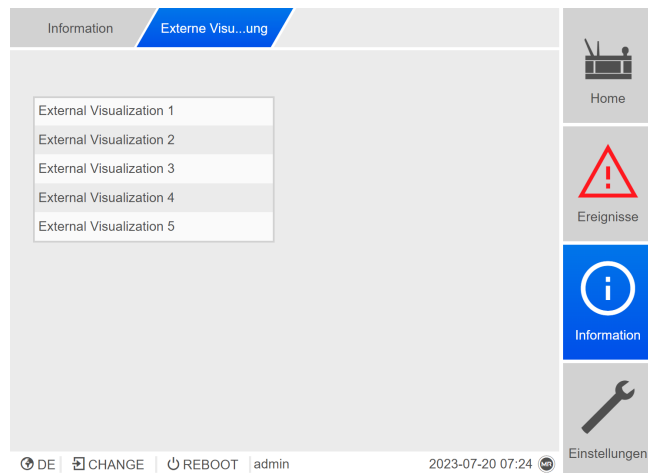 Information
Externe Visu...ung
External Visualization 1
External Visualization 2
External Visualization 3
External Visualization 4
External Visualization 5
Home
Ereignisse
Information
Einstellungen
DE CHANGE REBOOT admin 2023-07-20 07:24 MR